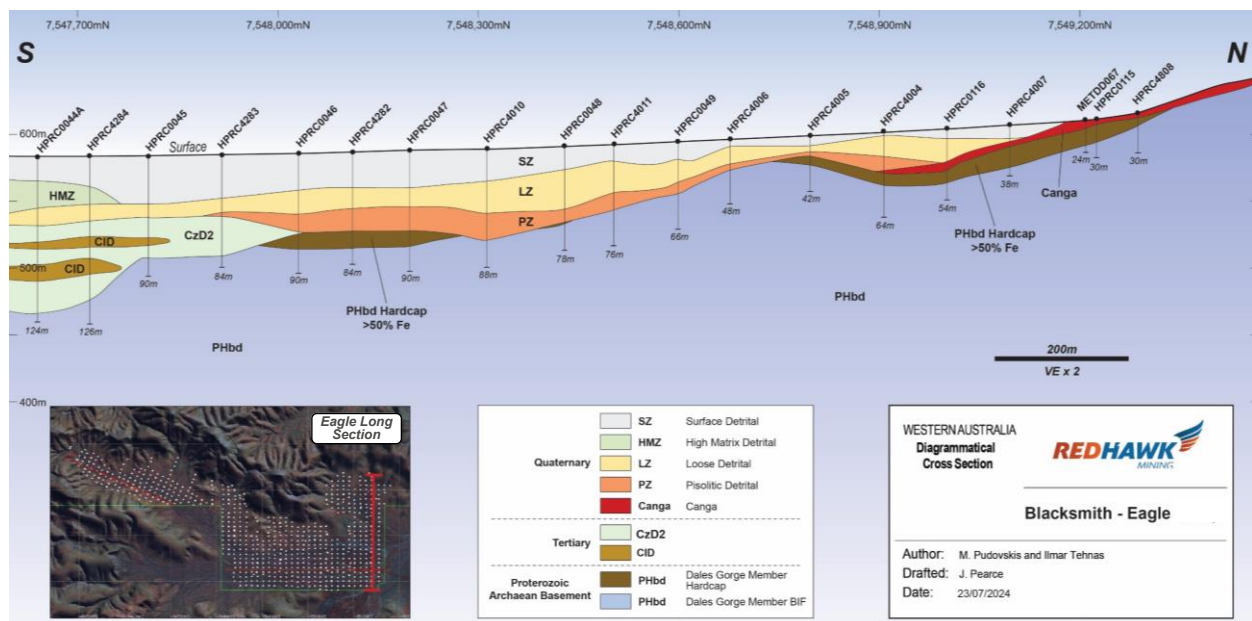 7,547,700mN 7,548,000mN 7,548,300mN 7,548,600mN 7,548,900mN 7,549,200mN
S
N
HPRC0044A
HPRC4284
HPRC0045
HPRC4283
HPRC0046
HPRC4282
HPRC0047
HPRC4010
HPRC0048
HPRC4011
HPRC0049
HPRC4006
HPRC4005
HPRC4004
HPRC0116
HPRC4007
METDD067
HPRC0115
HPRC4808
600m
Surface
SZ
HMZ
LZ
PZ
CzD2
CID
CID
500m
400m
124m
126m
90m
84m
90m
84m
90m
88m
78m
76m
66m
48m
42m
64m
54m
38m
24m
30m
30m
Canga
PHbd Hardcap
>50% Fe
PHbd Hardcap
>50% Fe
PHbd
PHbd
200m
VE x 2
Eagle Long
Section
Quaternary
SZ Surface Detrital
HMZ High Matrix Detrital
LZ Loose Detrital
PZ Pisolitic Detrital
Canga Canga
Tertiary
CzD2
CID
Proterozoic
Archaean Basement
PHbd Dales Gorge Member
Hardcap
PHbd Dales Gorge Member BIF
WESTERN AUSTRALIA
Diagrammatical
Cross Section
REDHAWK
MINING
Blacksmith - Eagle
Author: M. Pudovskis and Ilmar Tehnas
Drafted: J. Pearce
Date: 23/07/2024